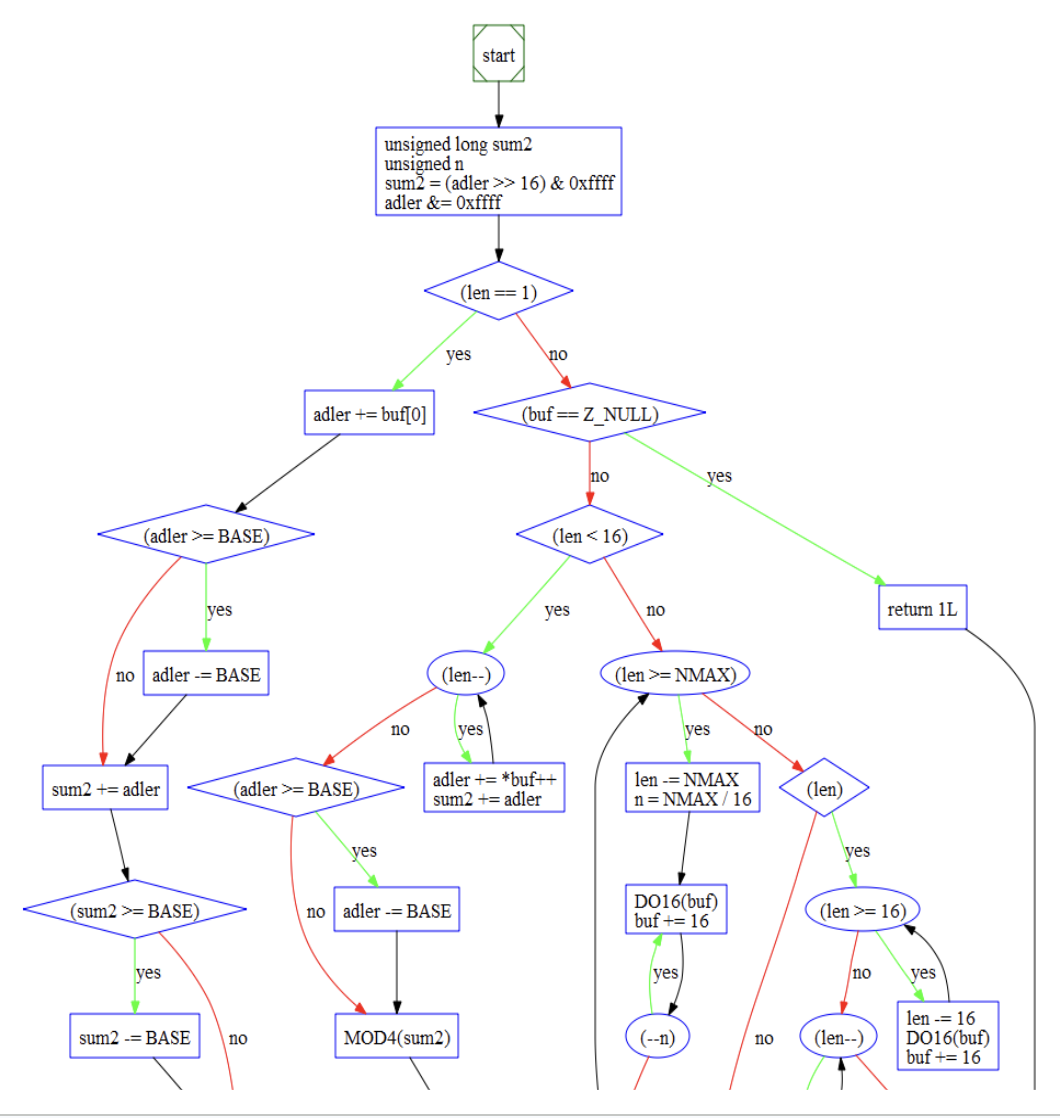 start
unsigned long sum2
unsigned n
sum2 = (adler >> 16) & 0xffff
adler &= 0xffff
(len == 1)
yes
no
adler += buf[0]
(buf == Z_NULL)
no
yes
(adler >= BASE)
(len < 16)
yes
yes
no
return 1L
no
adler -= BASE
(len--)
(len >= NMAX)
no
yes
yes
no
sum2 += adler
(adler >= BASE)
adler += *buf++
sum2 += adler
len -= NMAX
n = NMAX / 16
(len)
yes
yes
(sum2 >= BASE)
no
adler -= BASE
DO16(buf)
buf += 16
(len >= 16)
yes
yes
no
yes
sum2 -= BASE
no
MOD4(sum2)
(--n)
no
(len--)
len -= 16
DO16(buf)
buf += 16